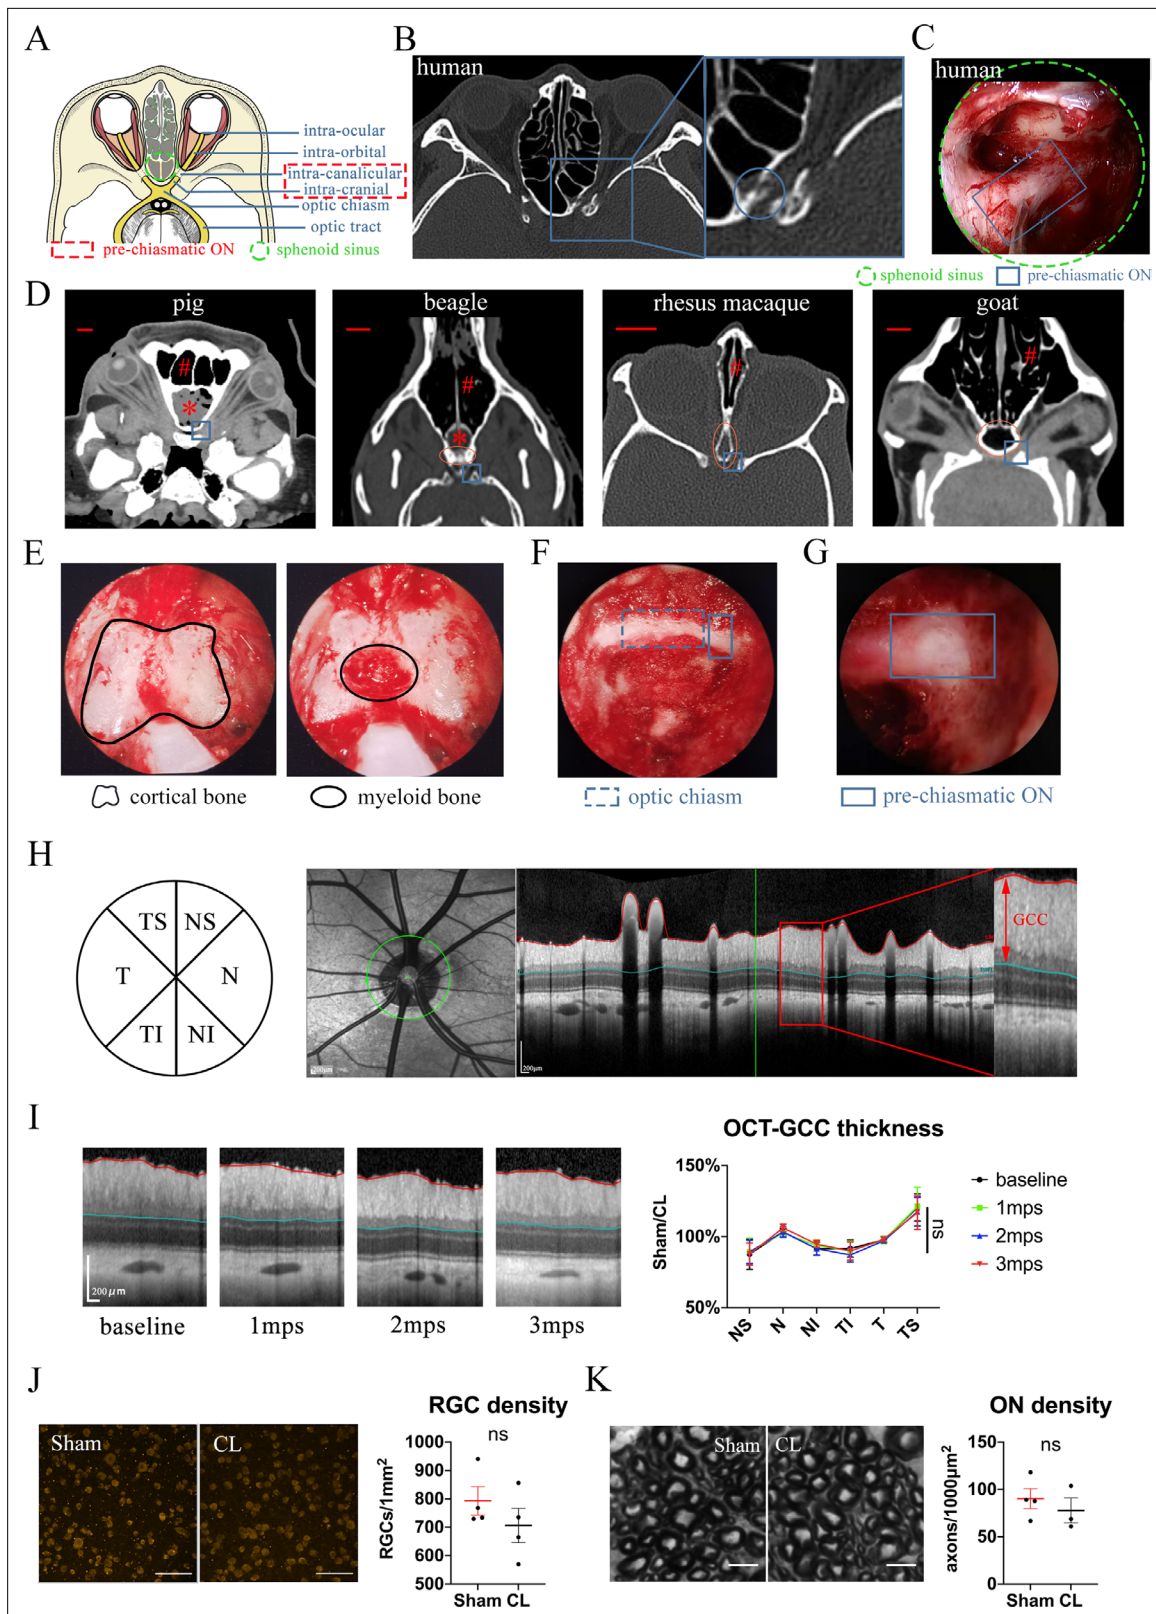 A
intra-ocular
intra-orbital
intra-canalicular
intra-cranial
optic chiasm
optic tract
pre-chiasmatic ON
sphenoid sinus
B
human
C
human
sphenoid sinus
pre-chiasmatic ON
D
pig
beagle
rhesus macaque
goat
#
*
#
*
#
#
E
cortical bone
myeloid bone
F
optic chiasm
G
pre-chiasmatic ON
H
TS
NS
T
N
TI
NI
200μm
200μm
GCC
I
200μm
baseline
1mps
2mps
3mps
OCT-GCC thickness
Sham/CL
150%
100%
50%
NS
N
NI
TI
T
TS
ns
baseline
1mps
2mps
3mps
J
Sham
CL
RGC density
ns
RGCs/1mm²
1000
900
800
700
600
500
Sham CL
K
Sham
CL
ON density
ns
axons/1000μm²
150
100
50
0
Sham CL